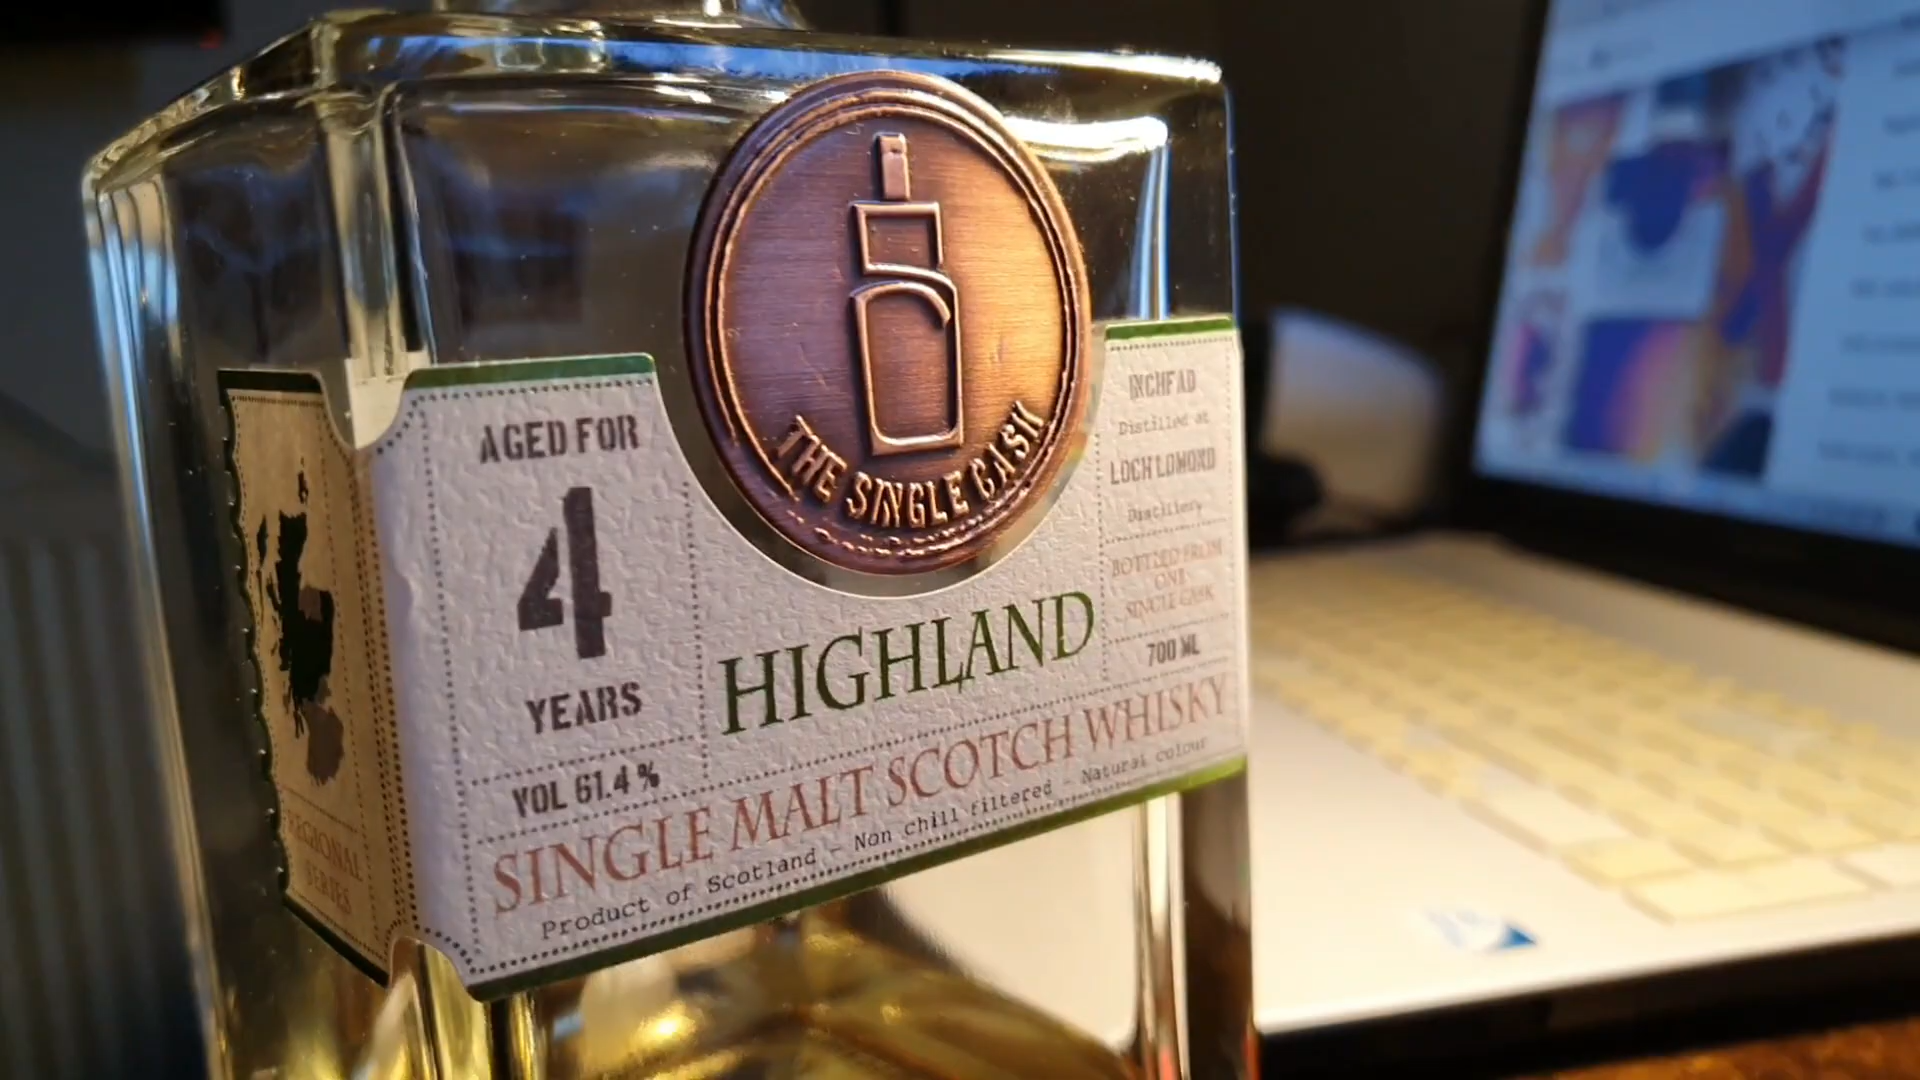 THE SINGLE CASK
AGED FOR
4
YEARS
VOL 61.4 %
HIGHLAND
INCHFAD
Distilled at
LOCH LOMOND
Distillery
BOTTLED FROM
ONE
SINGLE CASK
700 ML
SINGLE MALT SCOTCH WHISKY
Product of Scotland - Non chill filtered - Natural colour
REGIONAL
SERIES